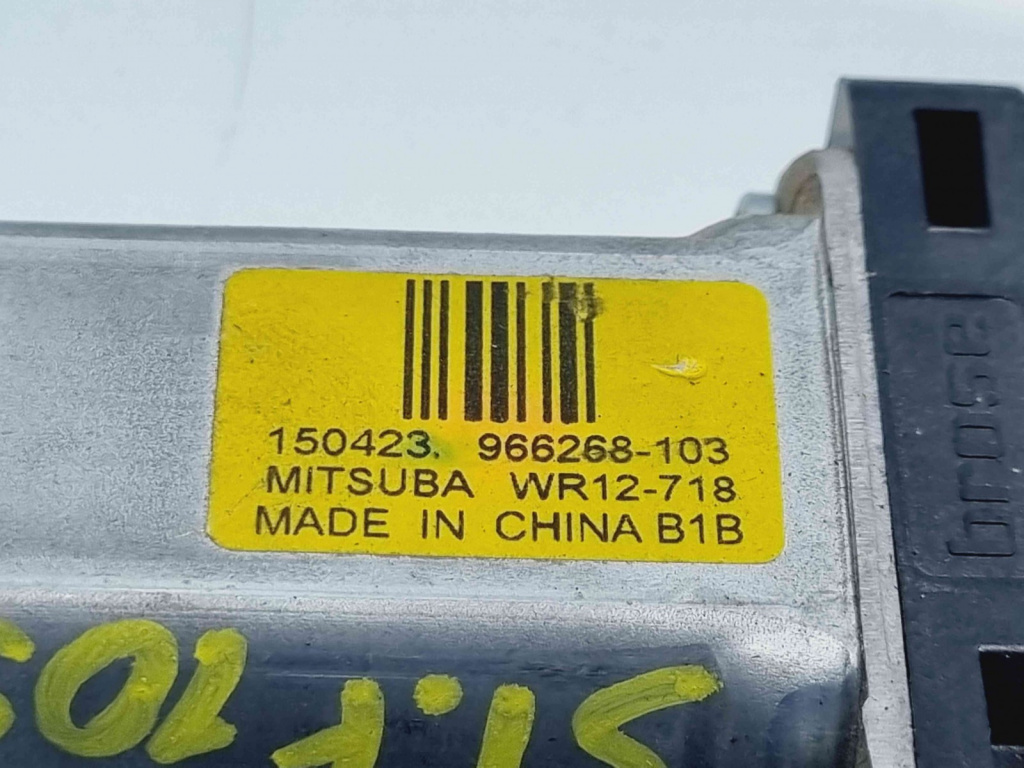 150423. 966268-103
MITSUBA WR12-718
MADE IN CHINA B1B
brose